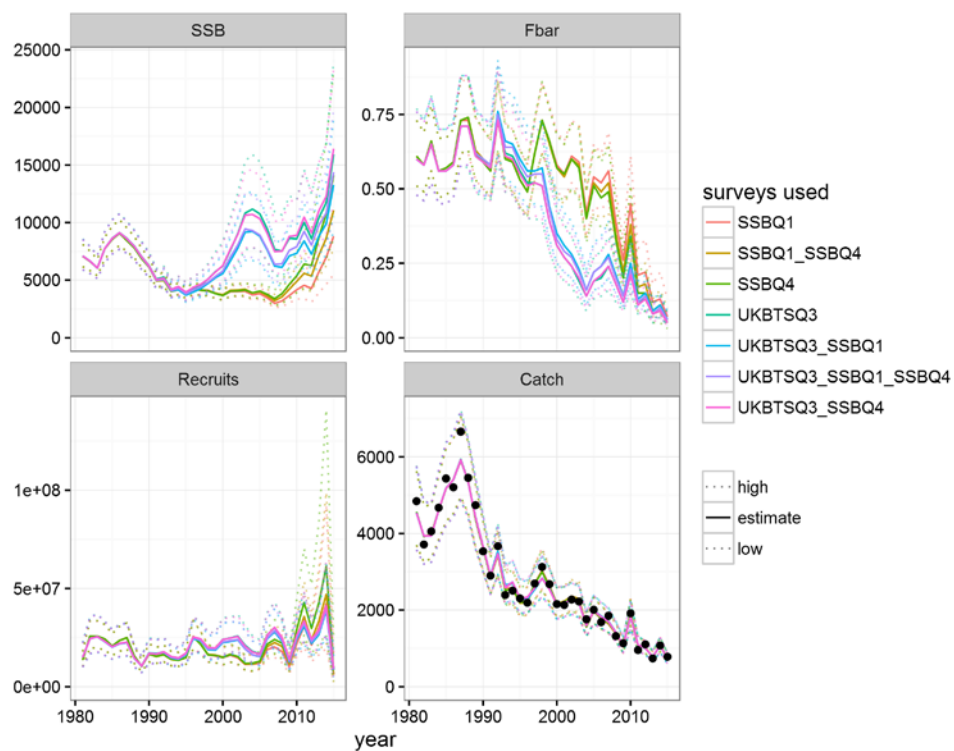 SSB
Fbar
25000
20000
15000
10000
5000
0
0.75
0.50
0.25
0.00
Recruits
Catch
1e+08
5e+07
0e+00
6000
4000
2000
0
1980
1990
2000
2010
1980
1990
2000
2010
year
surveys used
SSBQ1
SSBQ1_SSBQ4
SSBQ4
UKBTSQ3
UKBTSQ3_SSBQ1
UKBTSQ3_SSBQ1_SSBQ4
UKBTSQ3_SSBQ4
high
estimate
low